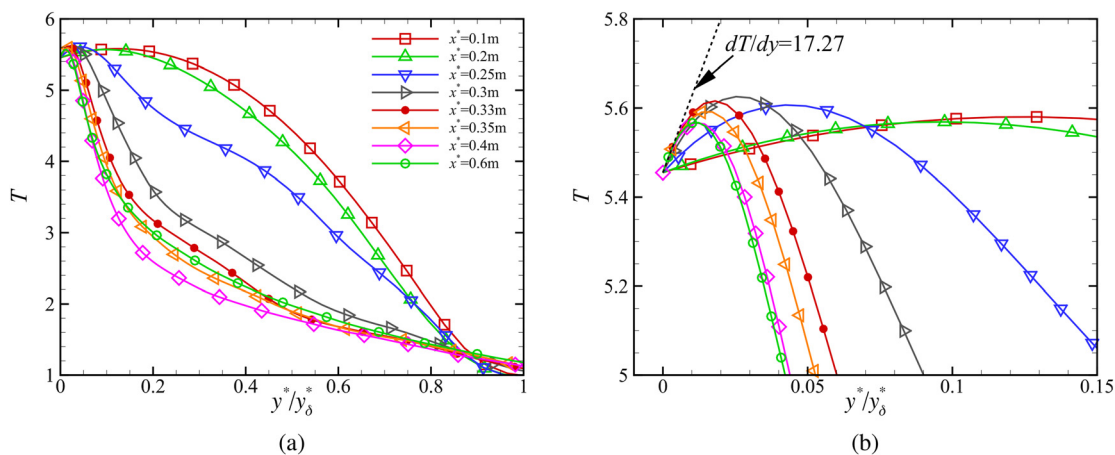 6
5
4
3
2
1
T
0
0.2
0.4
0.6
0.8
1
y*/y*δ
x*=0.1m
x*=0.2m
x*=0.25m
x*=0.3m
x*=0.33m
x*=0.35m
x*=0.4m
x*=0.6m
(a)
5.8
5.6
5.4
5.2
5
T
dT/dy=17.27
0
0.05
0.1
0.15
y*/y*δ
(b)